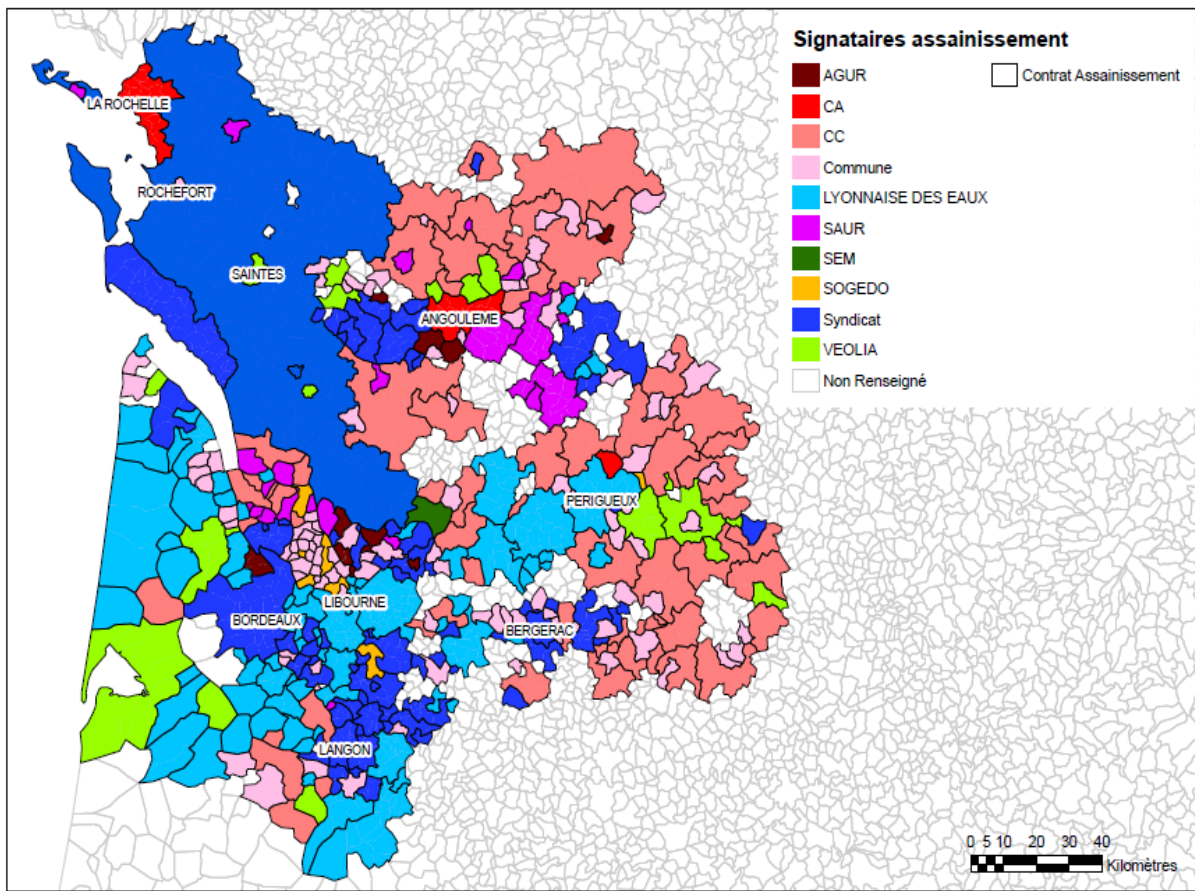 Signataires assainissement
AGUR
CA
CC
Commune
LYONNAISE DES EAUX
SAUR
SEM
SOGEDO
Syndicat
VEOLIA
Non Renseigné
Contrat Assainissement
LA ROCHELLE
ROCHEFORT
SAINTES
ANGOULEME
PERIGUEUX
LIBOURNE
BORDEAUX
BERGERAC
LANGON
0 5 10 20 30 40
Kilomètres